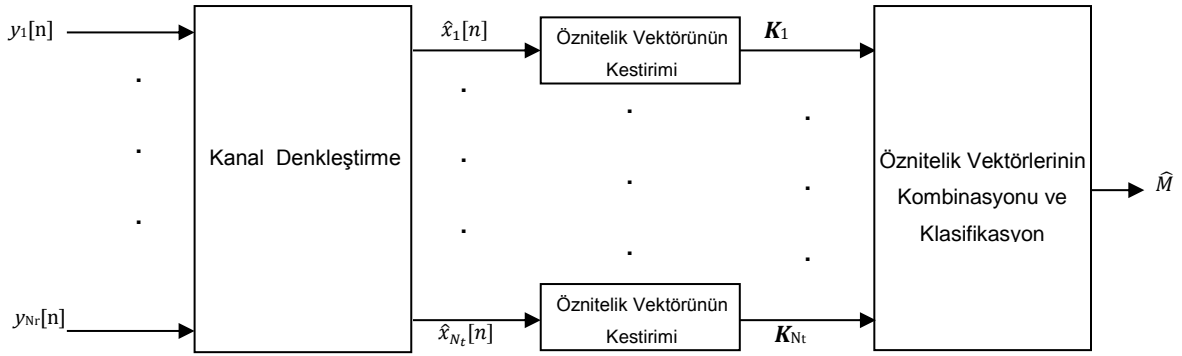 y₁[n]
x̂₁[n]
Öznitelik Vektörünün
Kestirimi
K₁
Kanal Denkleştirme
Öznitelik Vektörlerinin
Kombinasyonu ve
Klasifikasyon
M̂
y_Nr[n]
x̂_Nₜ[n]
Öznitelik Vektörünün
Kestirimi
K_Nt